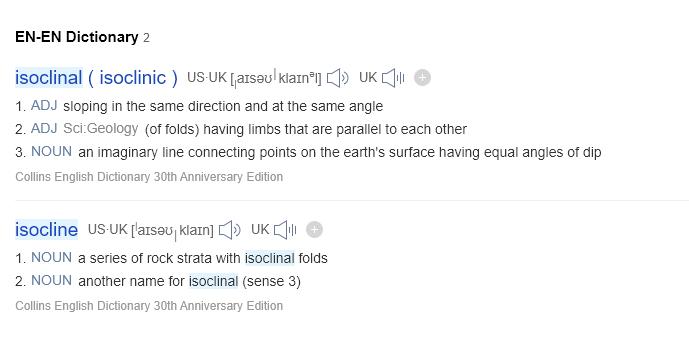 EN-EN Dictionary 2
isoclinal ( isoclinic ) US·UK [ˌaɪsəʊˈklaɪnᵊl] UK
1. ADJ sloping in the same direction and at the same angle
2. ADJ Sci:Geology (of folds) having limbs that are parallel to each other
3. NOUN an imaginary line connecting points on the earth's surface having equal angles of dip
Collins English Dictionary 30th Anniversary Edition
isocline US·UK [ˈaɪsəʊˌklaɪn] UK
1. NOUN a series of rock strata with isoclinal folds
2. NOUN another name for isoclinal (sense 3)
Collins English Dictionary 30th Anniversary Edition